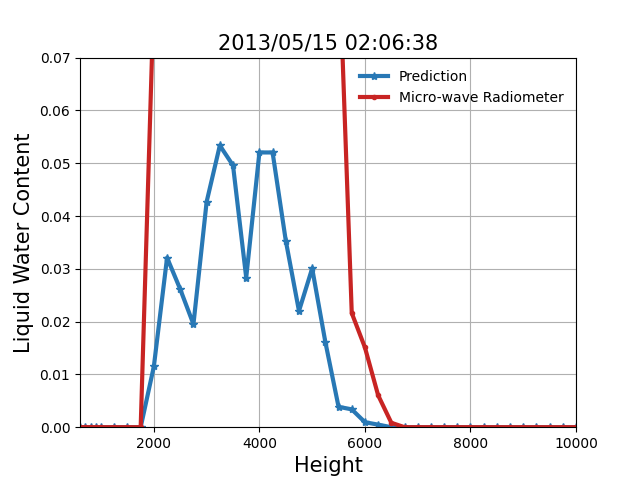 2013/05/15 02:06:38
Prediction
Micro-wave Radiometer
Liquid Water Content
0.07
0.06
0.05
0.04
0.03
0.02
0.01
0.00
2000 4000 6000 8000 10000
Height